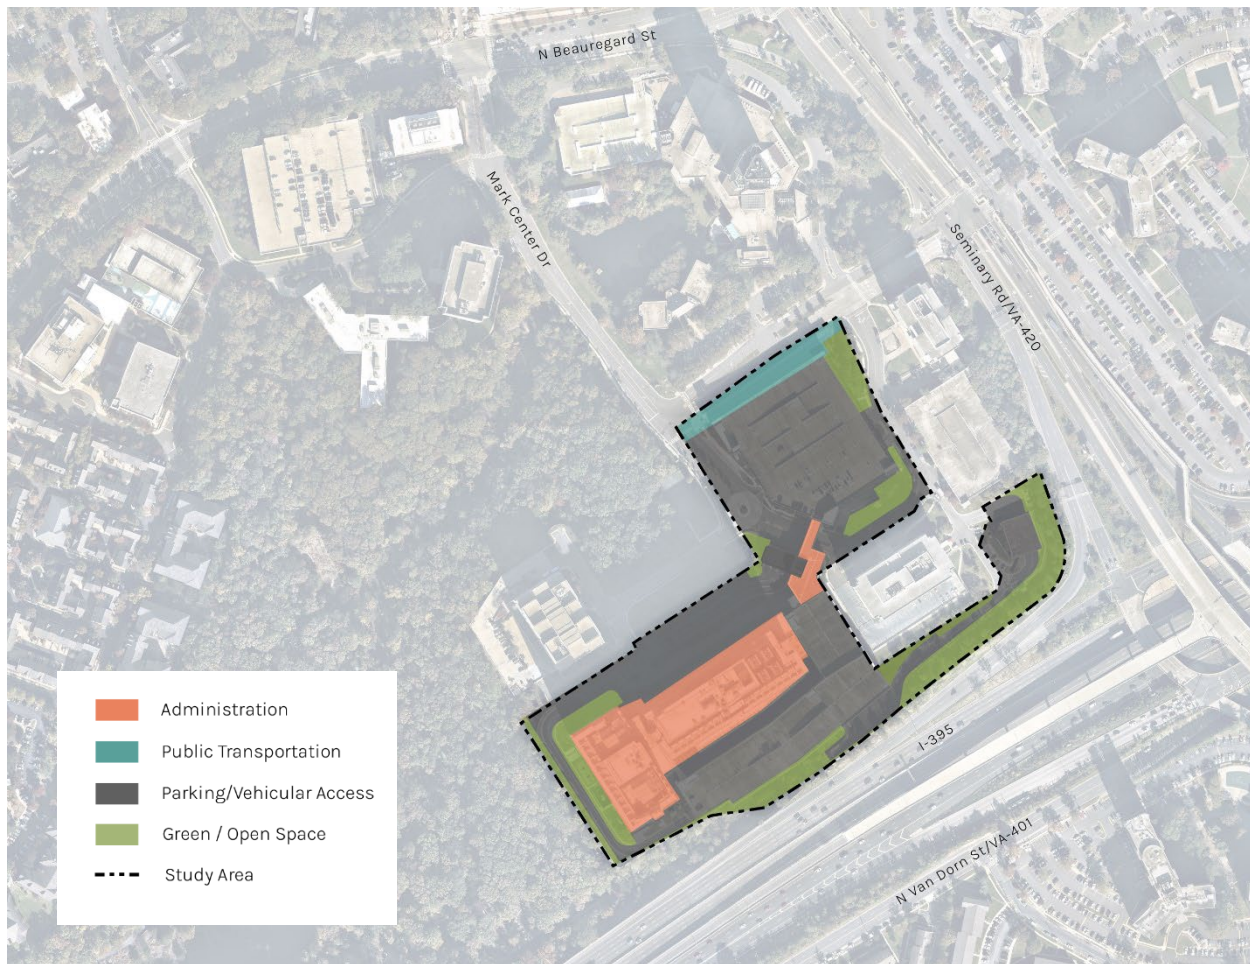 N Beauregard St
Mark Center Dr
Seminary Rd/VA-420
I-395
N Van Dorn St/VA-401
Administration
Public Transportation
Parking/Vehicular Access
Green / Open Space
Study Area